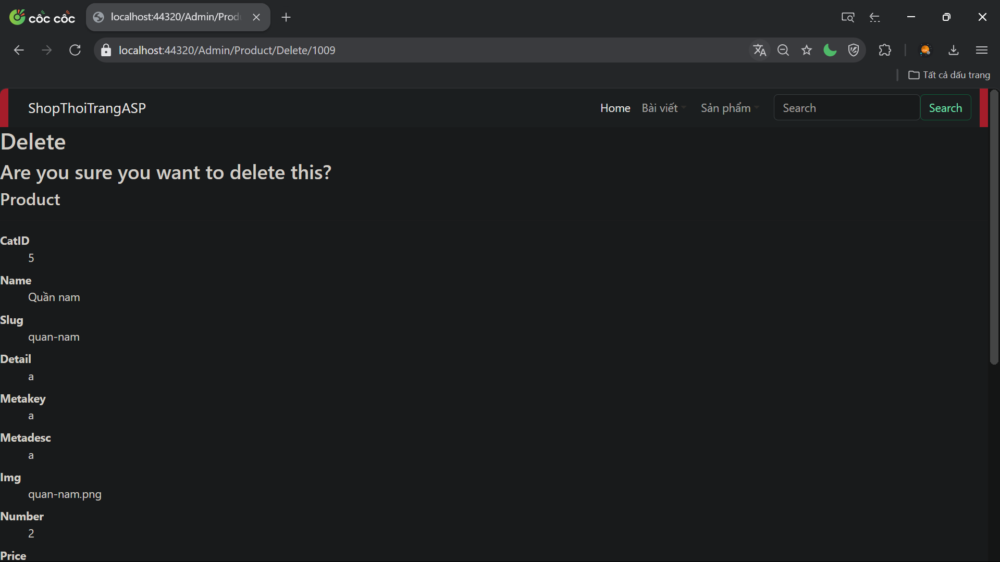 cốc cốc
localhost:44320/Admin/Prod
localhost:44320/Admin/Product/Delete/1009
Tất cả dấu trang
ShopThoiTrangASP
Home Bài viết Sản phẩm Search Search
Delete
Are you sure you want to delete this?
Product
CatID
5
Name
Quần nam
Slug
quan-nam
Detail
a
Metakey
a
Metadesc
a
Img
quan-nam.png
Number
2
Price